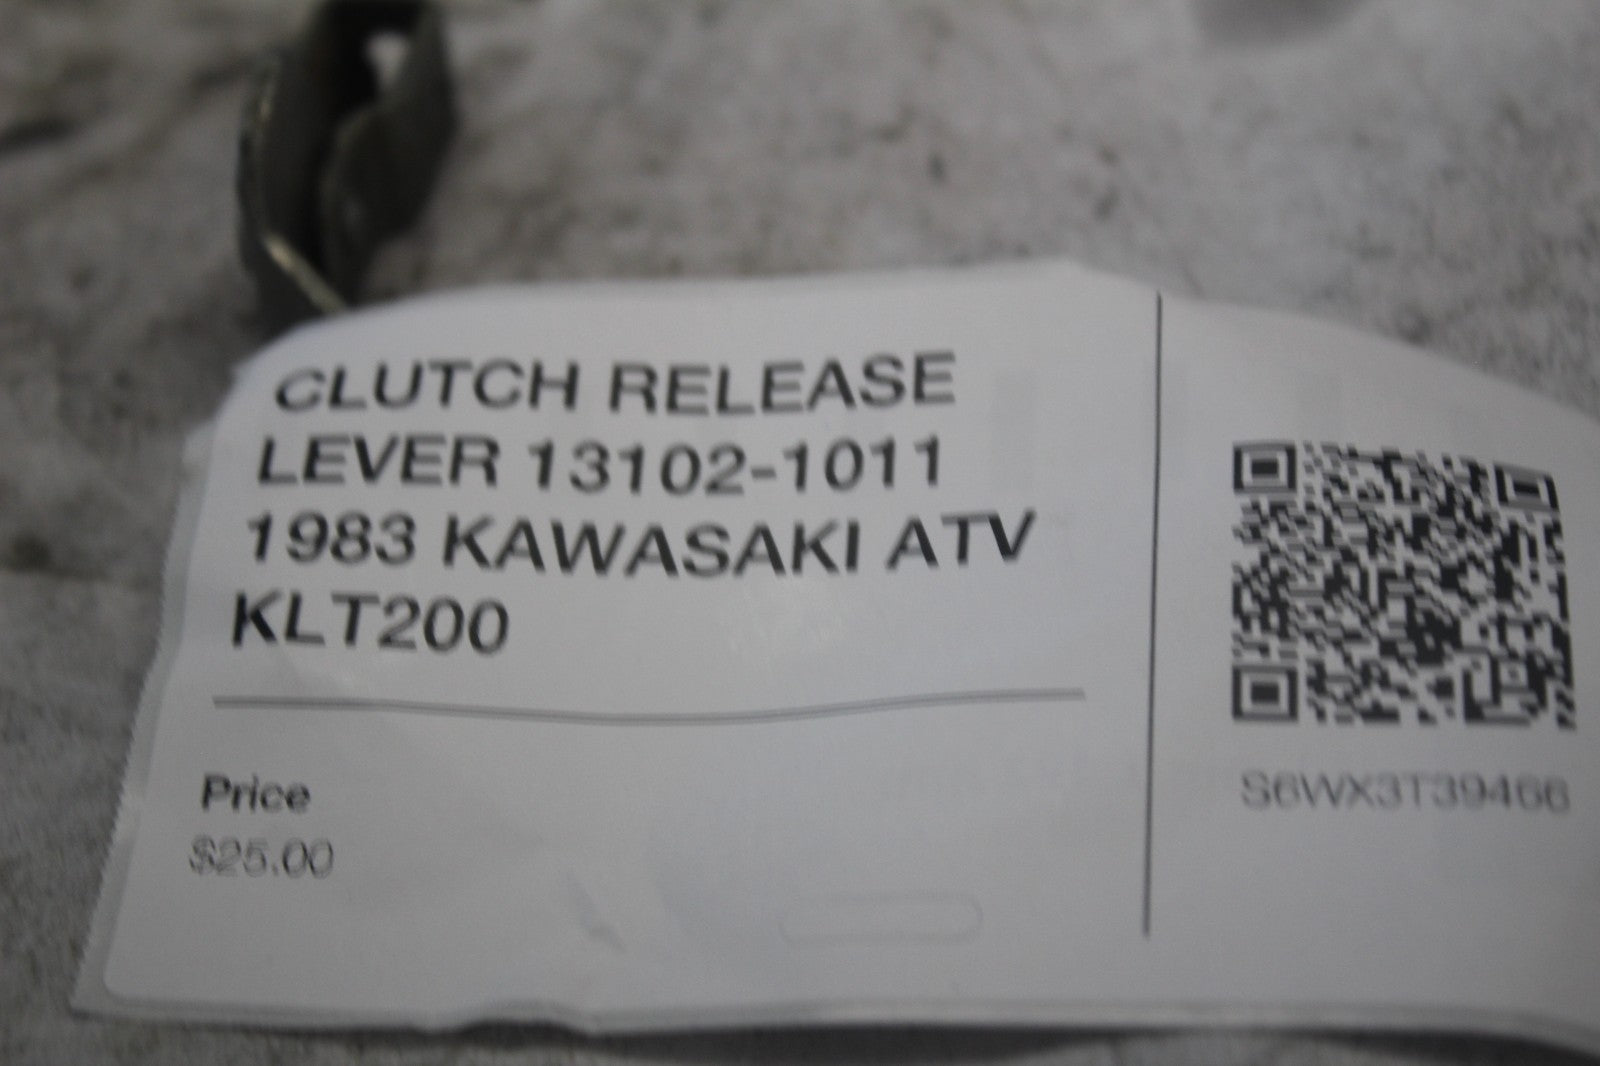 CLUTCH RELEASE
LEVER 13102-1011
1983 KAWASAKI ATV
KLT200
Price
$25.00
S6WX3T39466